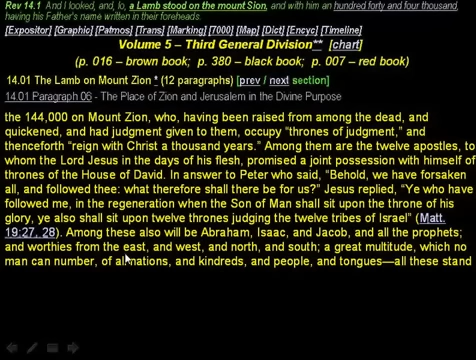 Rev 14.1 And I looked, and, lo, a Lamb stood on the mount Sion, and with him an hundred forty and four thousand,
having his Father's name written in their foreheads.
[Expositor] [Graphic] [Patmos] [Trans] [Marking] [7000] [Map] [Dict] [Ency] [Timeline]
Volume 5 – Third General Division** [chart]
(p. 016 – brown book; p. 380 – black book; p. 007 – red book)
14.01 The Lamb on Mount Zion * (12 paragraphs) [prev / next section]
14.01 Paragraph 06 - The Place of Zion and Jerusalem in the Divine Purpose
the 144,000 on Mount Zion, who, having been raised from among the dead, and
quickened, and had judgment given to them, occupy “thrones of judgment,” and
thenceforth “reign with Christ a thousand years.” Among them are the twelve apostles, to
whom the Lord Jesus in the days of his flesh, promised a joint possession with himself of
thrones of the House of David. In answer to Peter who said, “Behold, we have forsaken
all, and followed thee: what therefore shall there be for us?” Jesus replied, “Ye who have
followed me, in the regeneration when the Son of Man shall sit upon the throne of his
glory, ye also shall sit upon twelve thrones judging the twelve tribes of Israel” (Matt.
19:27, 28). Among these also will be Abraham, Isaac, and Jacob, and all the prophets;
and worthies from the east, and west, and north, and south; a great multitude, which no
man can number, of all nations, and kindreds, and people, and tongues—all these stand